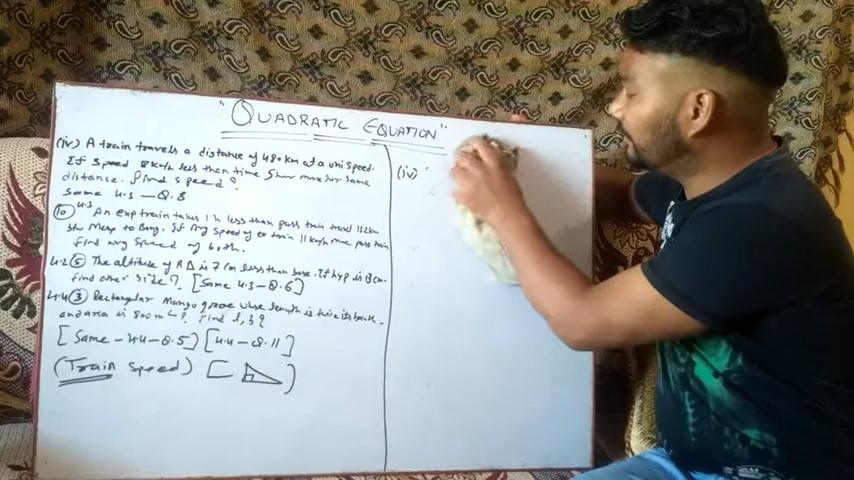 "QUADRATIC EQUATION"
(iv) A train travels a distance of 480 km at a uni speed.
If speed 8 km/h less than time 3 hr more for same
distance. find speed?
Same 4.3 - Q.8
(10) 4.3 An exp train takes 1 h less than pass train travel 132 km
b/w Mysp to Bang. If Avg Speed of ex train 11 km/h more pass train
find avg Speed of both.
4.2 (5) The altitude of R Δ is 7 cm less than base. If hyp is 13 cm.
find other side? [Same 4.3 - Q.6]
4.4 (3) Rectangular Mango grove whose length is twice its breth
and area is 800 m². find l, b?
[Same - 4.4 - Q.5] [4.4 - Q.11]
(Train Speed)
(iv)